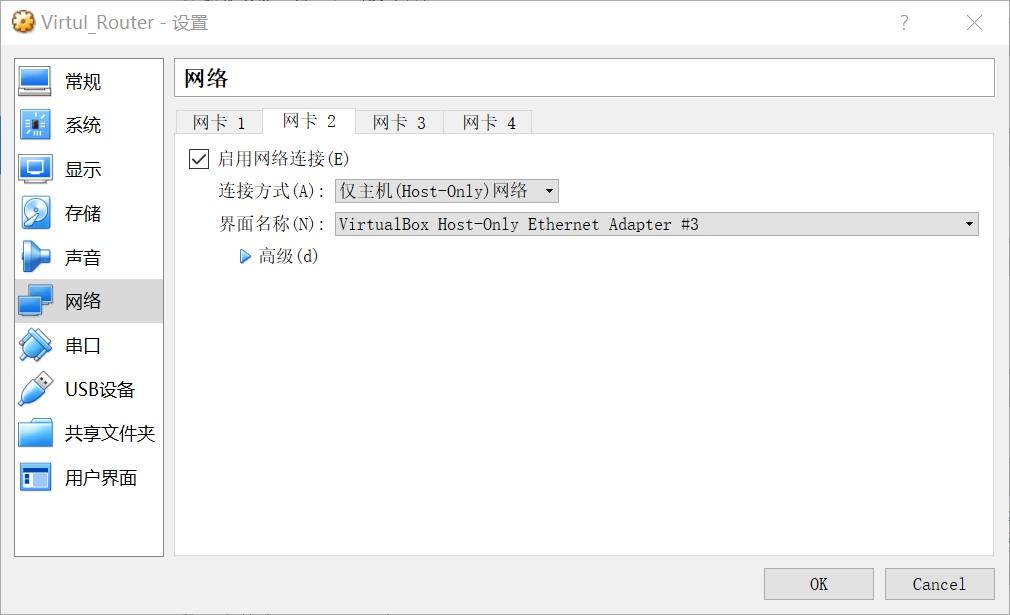 Virtul_Router - 设置
?
常规
系统
显示
存储
声音
网络
串口
USB设备
共享文件夹
用户界面
网络
网卡 1 网卡 2 网卡 3 网卡 4
启用网络连接(E)
连接方式(A): 仅主机(Host-Only)网络
界面名称(N): VirtualBox Host-Only Ethernet Adapter #3
高级(d)
OK Cancel